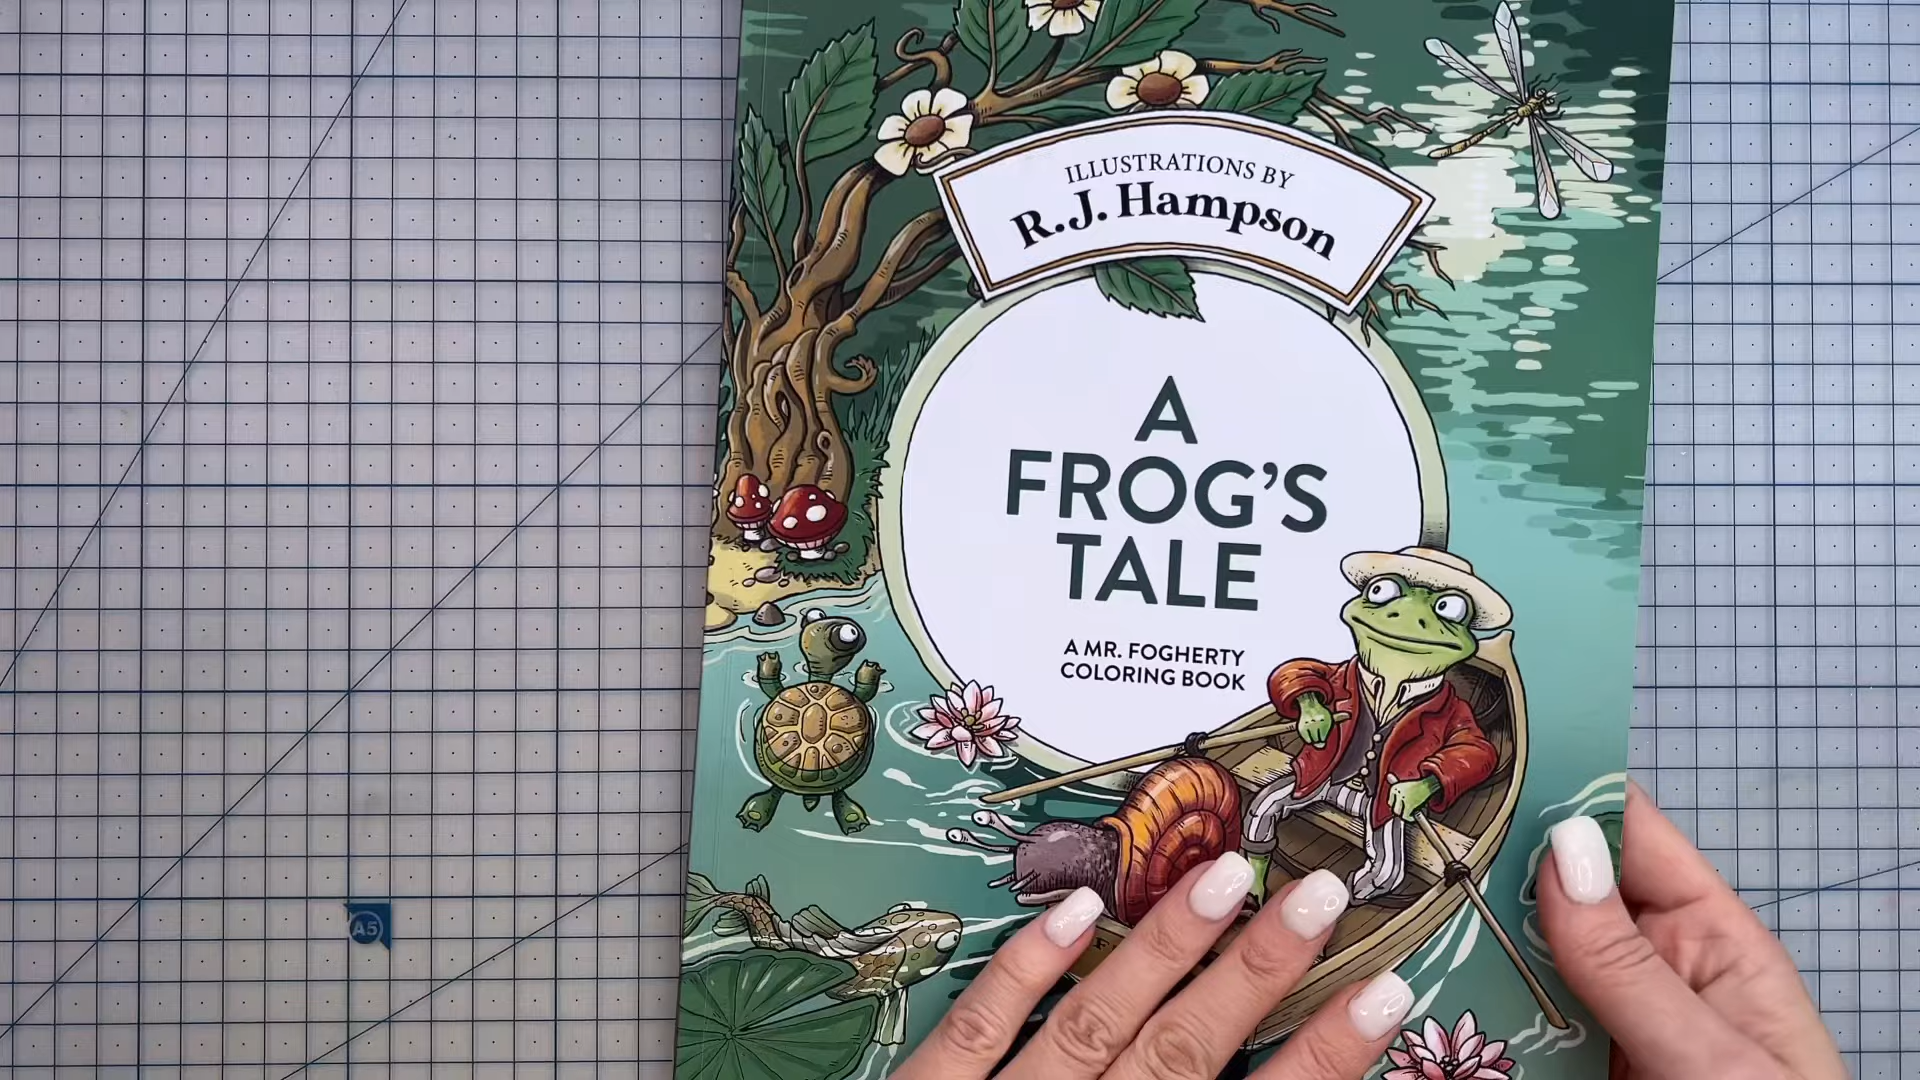 ILLUSTRATIONS BY
R. J. Hampson
A
FROG'S
TALE
A MR. FOGHERTY
COLORING BOOK
A5